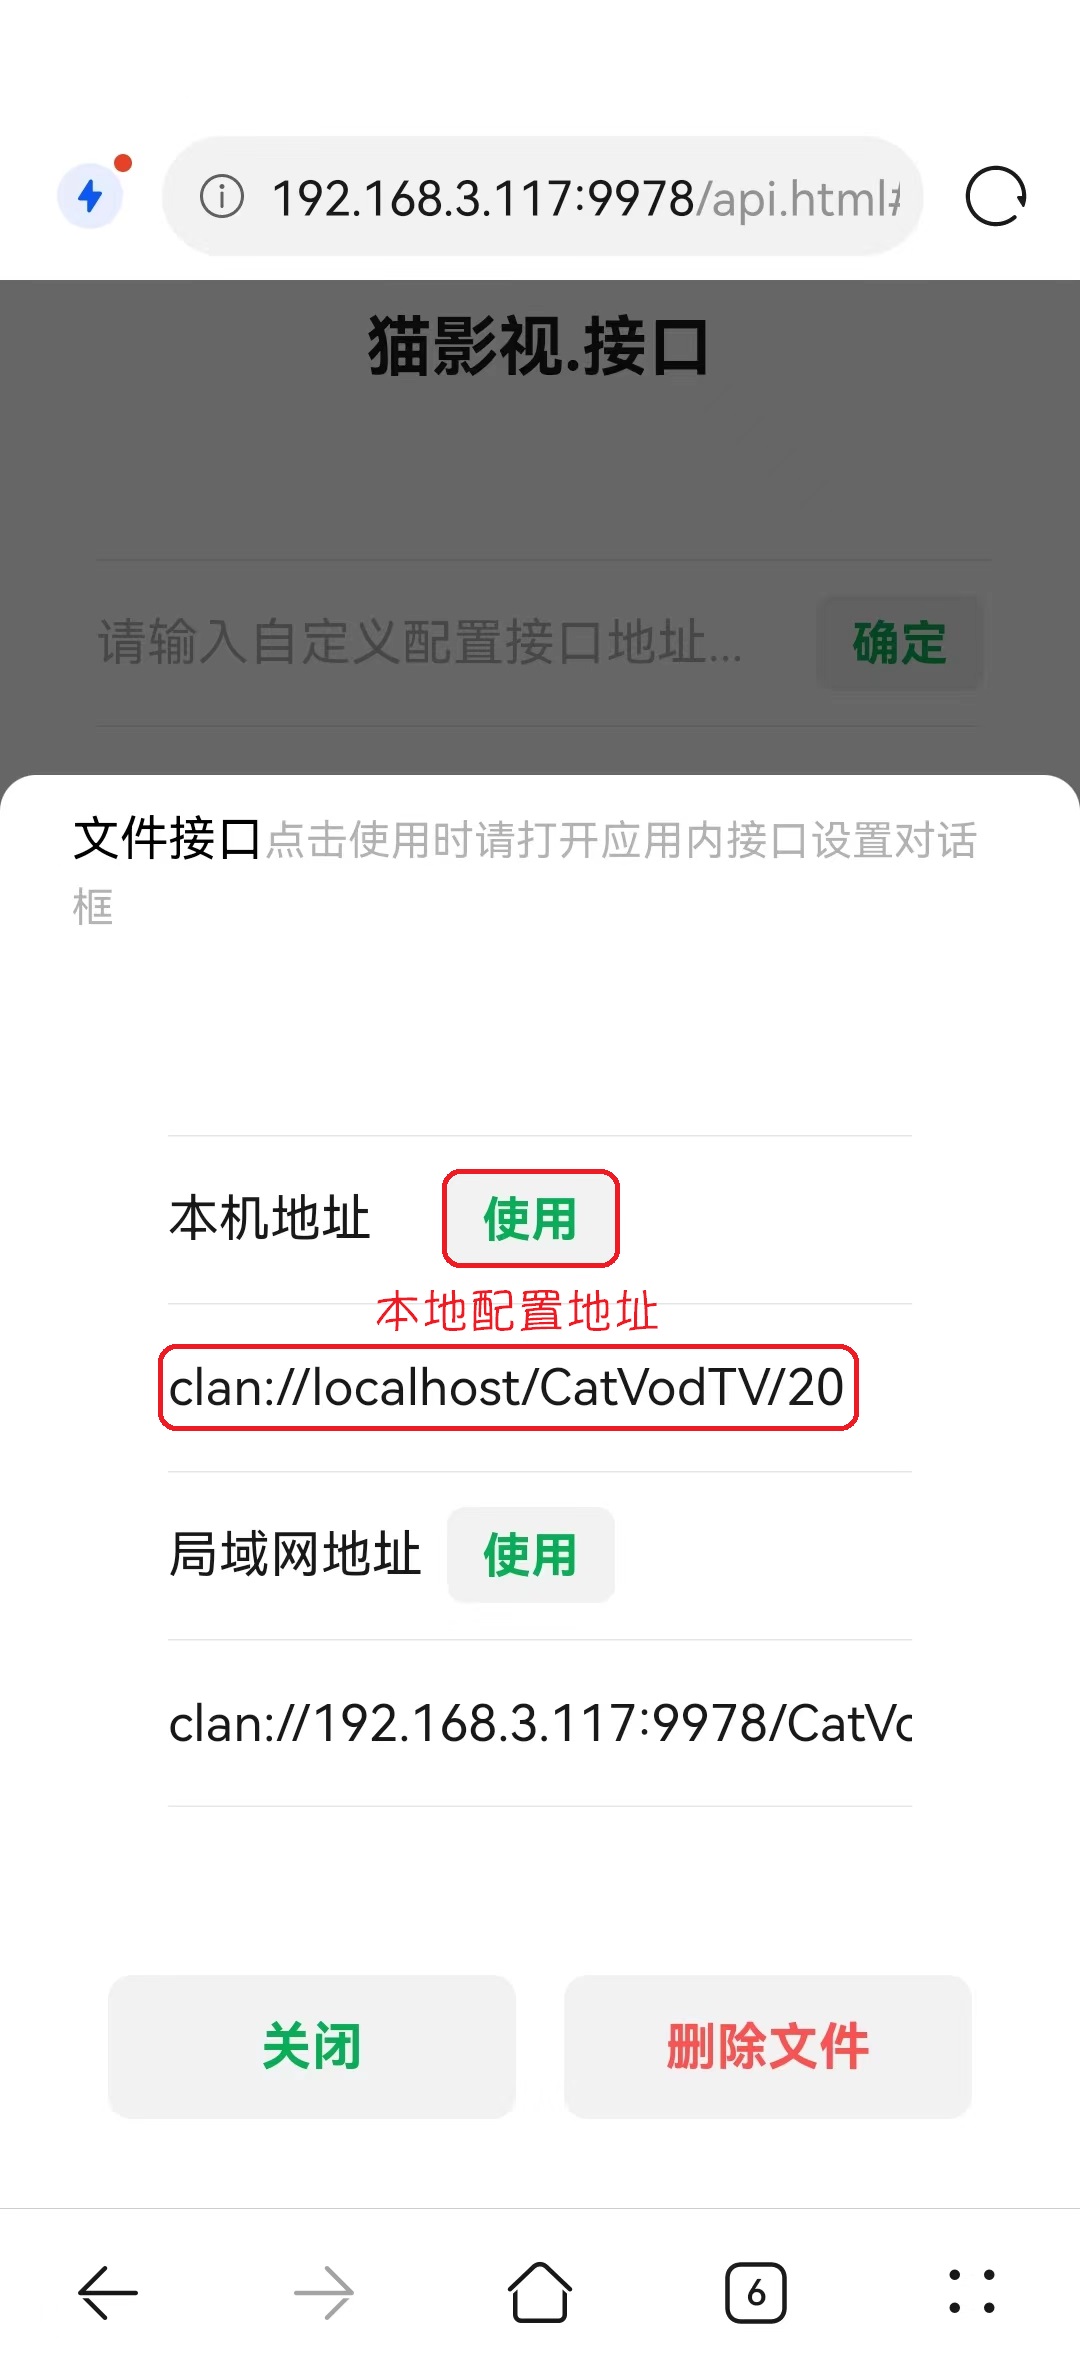 192.168.3.117:9978/api.html#
猫影视.接口
请输入自定义配置接口地址...
确定
文件接口点击使用时请打开应用内接口设置对话
框
本机地址 使用
本地配置地址
clan://localhost/CatVodTV/20
局域网地址 使用
clan://192.168.3.117:9978/CatVo
关闭 删除文件
6